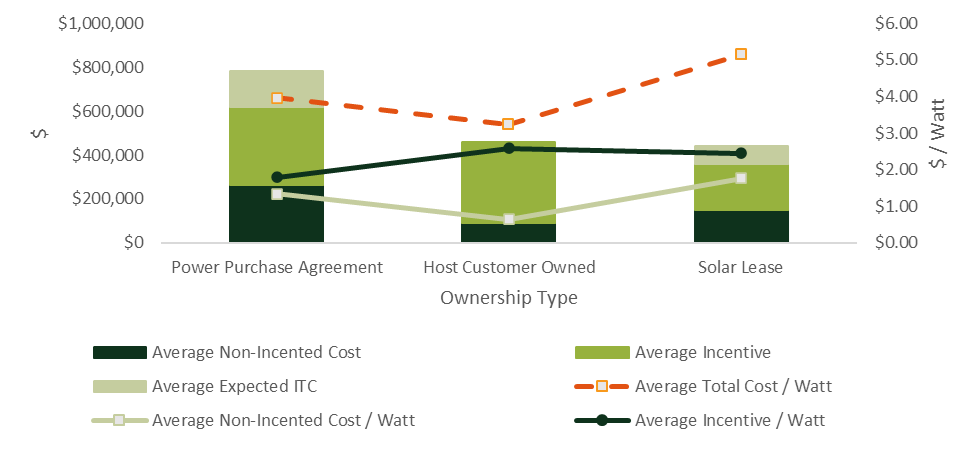 $1,000,000
$800,000
$600,000
$400,000
$200,000
$0
$
$6.00
$5.00
$4.00
$3.00
$2.00
$1.00
$0.00
$ / Watt
Power Purchase Agreement
Host Customer Owned
Solar Lease
Ownership Type
Average Non-Incented Cost
Average Incentive
Average Expected ITC
Average Total Cost / Watt
Average Non-Incented Cost / Watt
Average Incentive / Watt